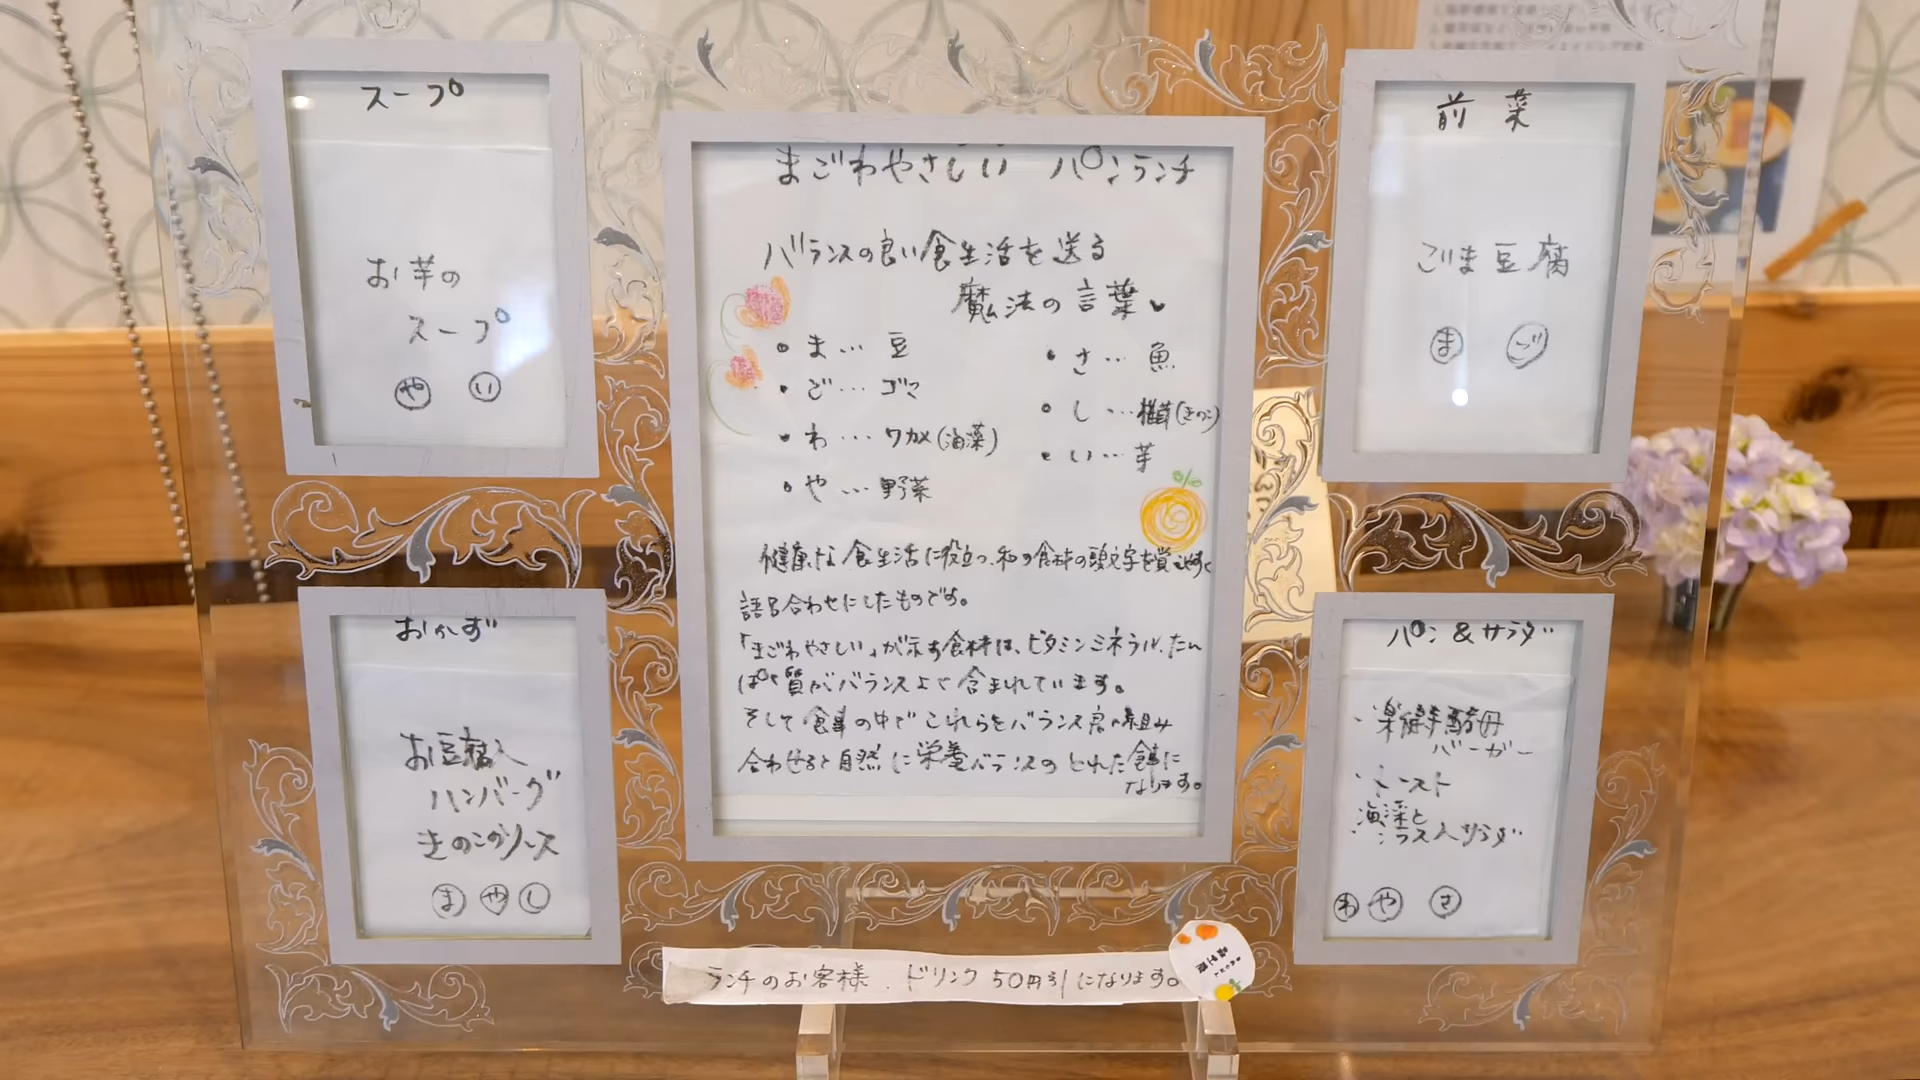 スープ
お芋の
スープ
や い
まごわやさしい パンランチ
バランスの良い食生活を送る
魔法の言葉
・ま… 豆
・ご… ゴマ
・わ… ワカメ(海藻)
・や… 野菜
・さ… 魚
・し… 椎茸(きのこ)
・い… 芋
健康な食生活に役立つ、和の食材の頭文字を覚えやすく
語呂合わせにしたものです。
「まごわやさしい」が示す食材は、ビタミンミネラル、たん
ぱく質がバランスよく含まれています。
そして食事の中でこれらをバランス良く組み
合わせると自然に栄養バランスのとれた食事に
なります。
前菜
ごま豆腐
ま ご
おかず
お豆腐入
ハンバーグ
きのこのソース
ま や し
パン&サラダ
・楽健寺酵母
バーガー
・トースト
海藻と
シラス入サラダ
わ や さ
ランチのお客様、ドリンク50円引になります。